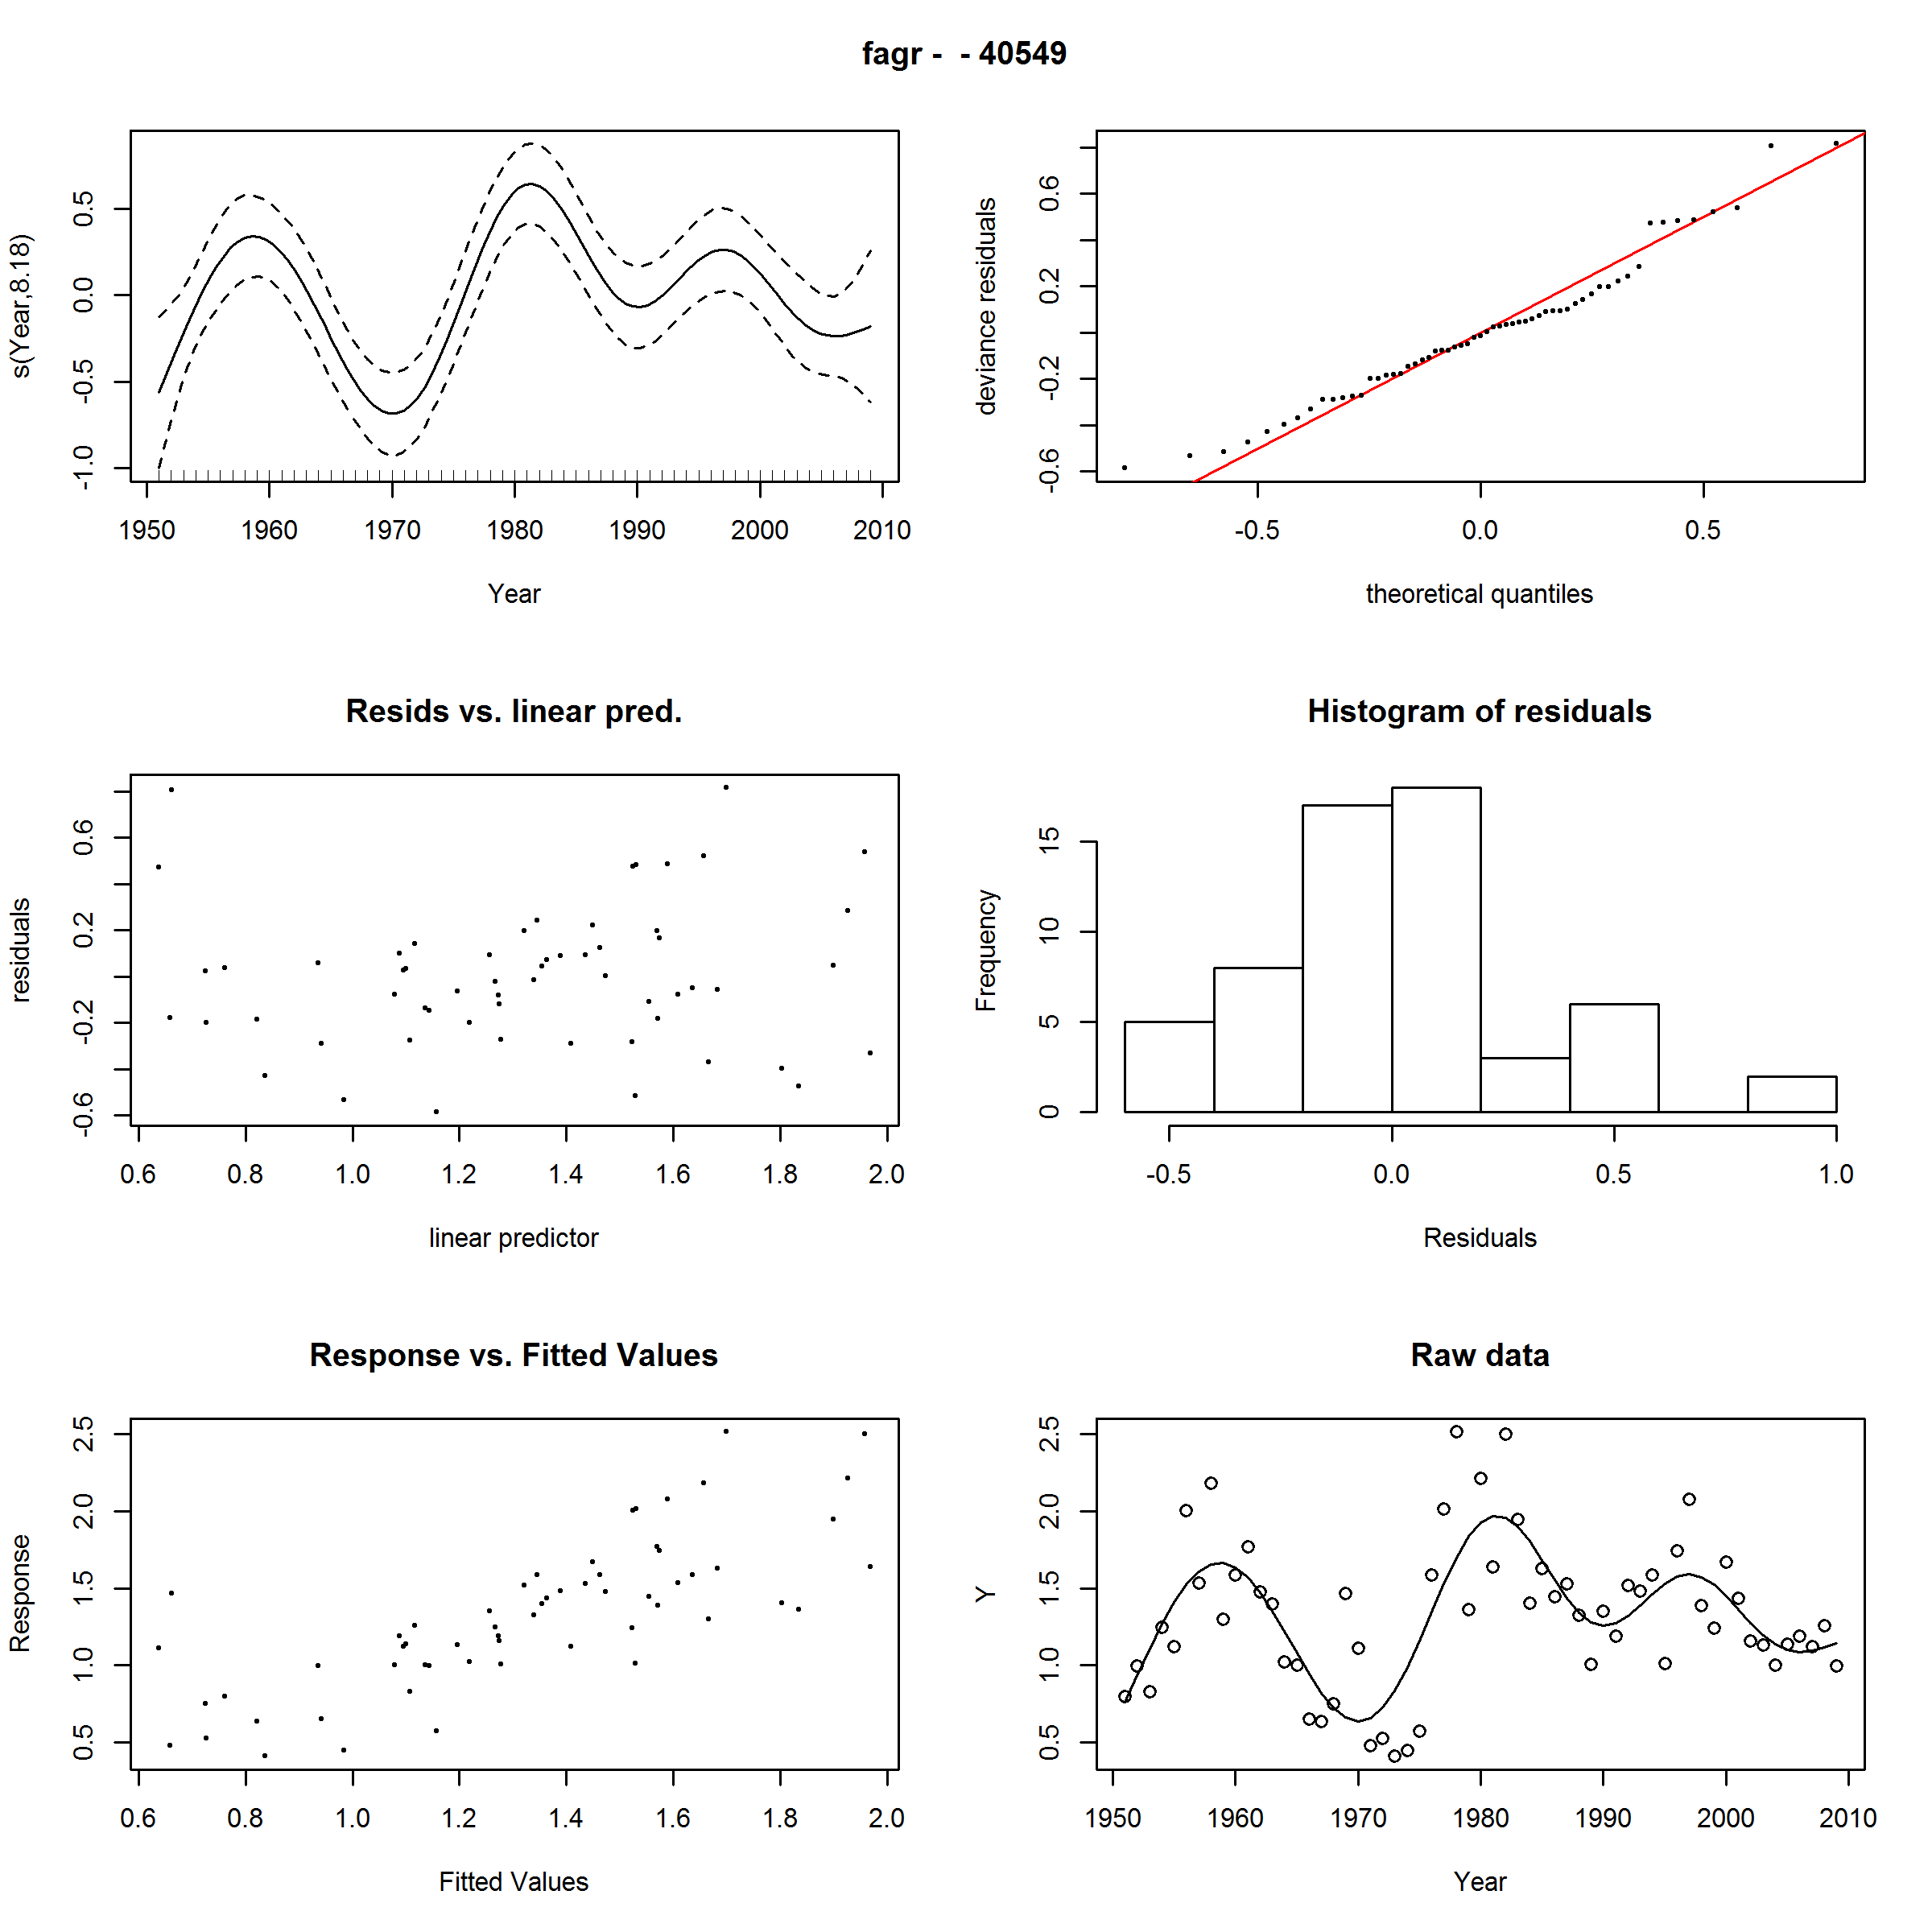 fagr -  - 40549
s(Year,8.18)
-1.0 -0.5 0.0 0.5
1950 1960 1970 1980 1990 2000 2010
Year
deviance residuals
-0.6 -0.2 0.2 0.6
-0.5 0.0 0.5
theoretical quantiles
Resids vs. linear pred.
residuals
-0.6 -0.2 0.2 0.6
0.6 0.8 1.0 1.2 1.4 1.6 1.8 2.0
linear predictor
Histogram of residuals
Frequency
0 5 10 15
-0.5 0.0 0.5 1.0
Residuals
Response vs. Fitted Values
Response
0.5 1.0 1.5 2.0 2.5
0.6 0.8 1.0 1.2 1.4 1.6 1.8 2.0
Fitted Values
Raw data
Y
0.5 1.0 1.5 2.0 2.5
1950 1960 1970 1980 1990 2000 2010
Year